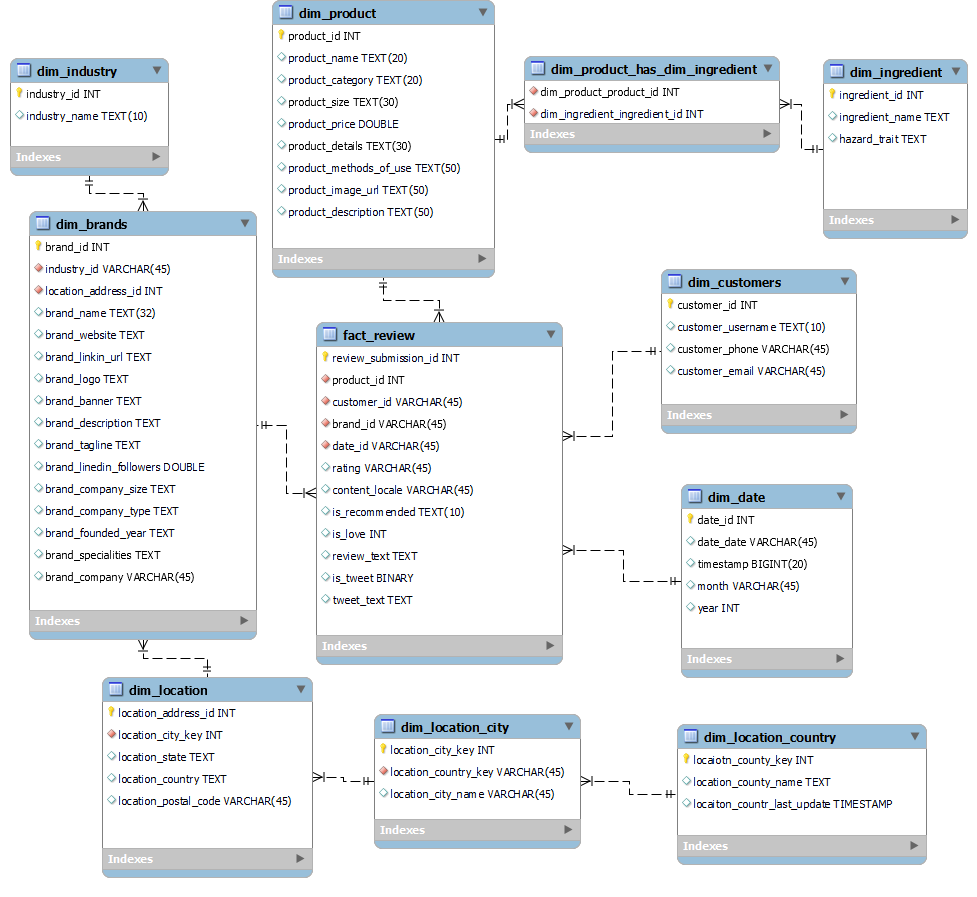 dim_product
product_id INT
product_name TEXT(20)
product_category TEXT(20)
product_size TEXT(30)
product_price DOUBLE
product_details TEXT(30)
product_methods_of_use TEXT(50)
product_image_url TEXT(50)
product_description TEXT(50)
Indexes
dim_industry
industry_id INT
industry_name TEXT(10)
Indexes
dim_product_has_dim_ingredient
dim_product_product_id INT
dim_ingredient_ingredient_id INT
Indexes
dim_ingredient
ingredient_id INT
ingredient_name TEXT
hazard_trait TEXT
Indexes
dim_brands
brand_id INT
industry_id VARCHAR(45)
location_address_id INT
brand_name TEXT(32)
brand_website TEXT
brand_linkin_url TEXT
brand_logo TEXT
brand_banner TEXT
brand_description TEXT
brand_tagline TEXT
brand_linedin_followers DOUBLE
brand_company_size TEXT
brand_company_type TEXT
brand_founded_year TEXT
brand_specialities TEXT
brand_company VARCHAR(45)
Indexes
fact_review
review_submission_id INT
product_id INT
customer_id VARCHAR(45)
brand_id VARCHAR(45)
date_id VARCHAR(45)
rating VARCHAR(45)
content_locale VARCHAR(45)
is_recommended TEXT(10)
is_love INT
review_text TEXT
is_tweet BINARY
tweet_text TEXT
Indexes
dim_customers
customer_id INT
customer_username TEXT(10)
customer_phone VARCHAR(45)
customer_email VARCHAR(45)
Indexes
dim_date
date_id INT
date_date VARCHAR(45)
timestamp BIGINT(20)
month VARCHAR(45)
year INT
Indexes
dim_location
location_address_id INT
location_city_key INT
location_state TEXT
location_country TEXT
location_postal_code VARCHAR(45)
Indexes
dim_location_city
location_city_key INT
location_country_key VARCHAR(45)
location_city_name VARCHAR(45)
Indexes
dim_location_country
locaiotn_county_key INT
location_county_name TEXT
locaiton_countr_last_update TIMESTAMP
Indexes